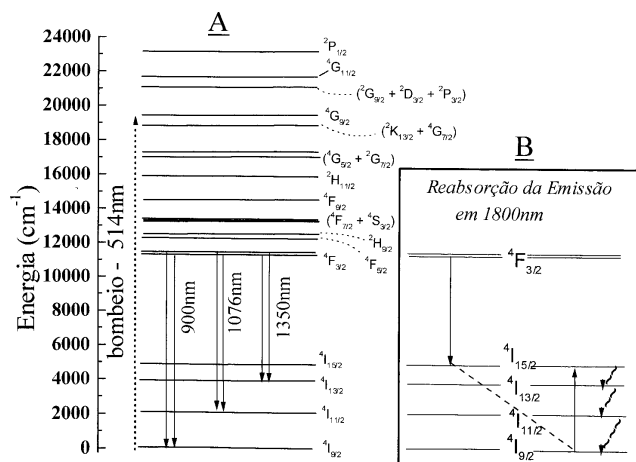 A
24000
22000
20000
18000
16000
14000
12000
10000
8000
6000
4000
2000
0
Energia (cm⁻¹)
bombeio - 514nm
²P₁/₂
⁴G₁₁/₂
(²G₉/₂ + ²D₃/₂ + ²P₃/₂)
⁴G₉/₂
(²K₁₃/₂ + ⁴G₇/₂)
(⁴G₅/₂ + ²G₇/₂)
²H₁₁/₂
⁴F₉/₂
(⁴F₇/₂ + ⁴S₃/₂)
²H₉/₂
⁴F₅/₂
⁴F₃/₂
900nm
1076nm
1350nm
⁴I₁₅/₂
⁴I₁₃/₂
⁴I₁₁/₂
⁴I₉/₂
B
Reabsorção da Emissão
em 1800nm
⁴F₃/₂
⁴I₁₅/₂
⁴I₁₃/₂
⁴I₁₁/₂
⁴I₉/₂